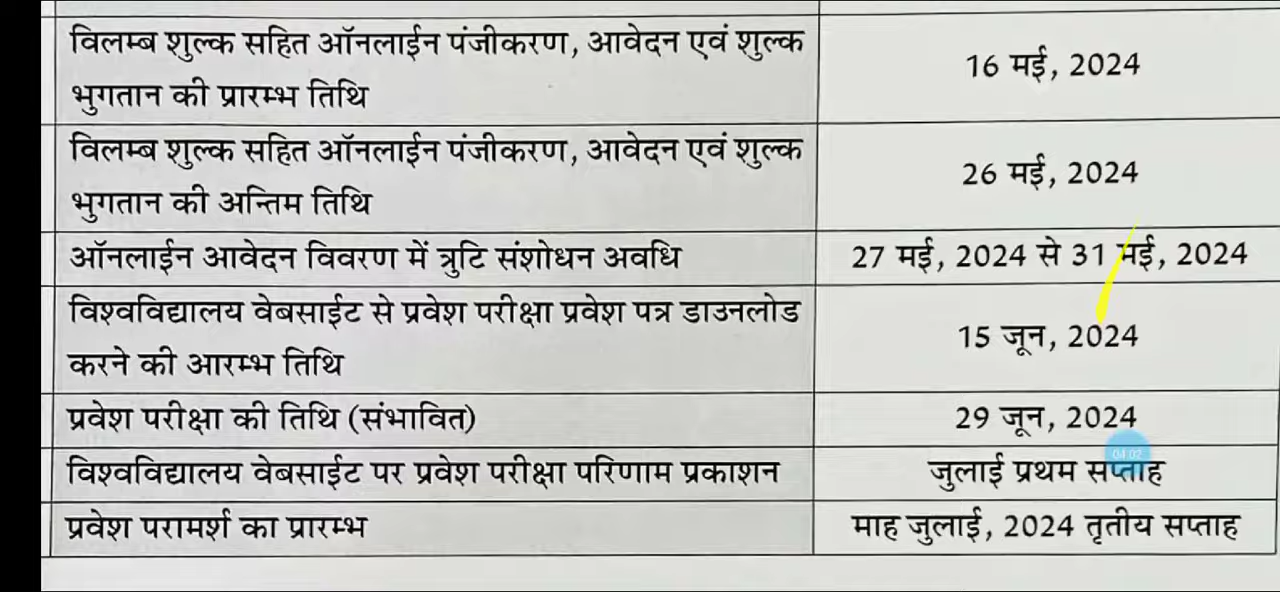 विलम्ब शुल्क सहित ऑनलाईन पंजीकरण, आवेदन एवं शुल्क
भुगतान की प्रारम्भ तिथि
16 मई, 2024
विलम्ब शुल्क सहित ऑनलाईन पंजीकरण, आवेदन एवं शुल्क
भुगतान की अन्तिम तिथि
26 मई, 2024
ऑनलाईन आवेदन विवरण में त्रुटि संशोधन अवधि
27 मई, 2024 से 31 मई, 2024
विश्वविद्यालय वेबसाईट से प्रवेश परीक्षा प्रवेश पत्र डाउनलोड
करने की आरम्भ तिथि
15 जून, 2024
प्रवेश परीक्षा की तिथि (संभावित)
29 जून, 2024
04:02
विश्वविद्यालय वेबसाईट पर प्रवेश परीक्षा परिणाम प्रकाशन
जुलाई प्रथम सप्ताह
प्रवेश परामर्श का प्रारम्भ
माह जुलाई, 2024 तृतीय सप्ताह